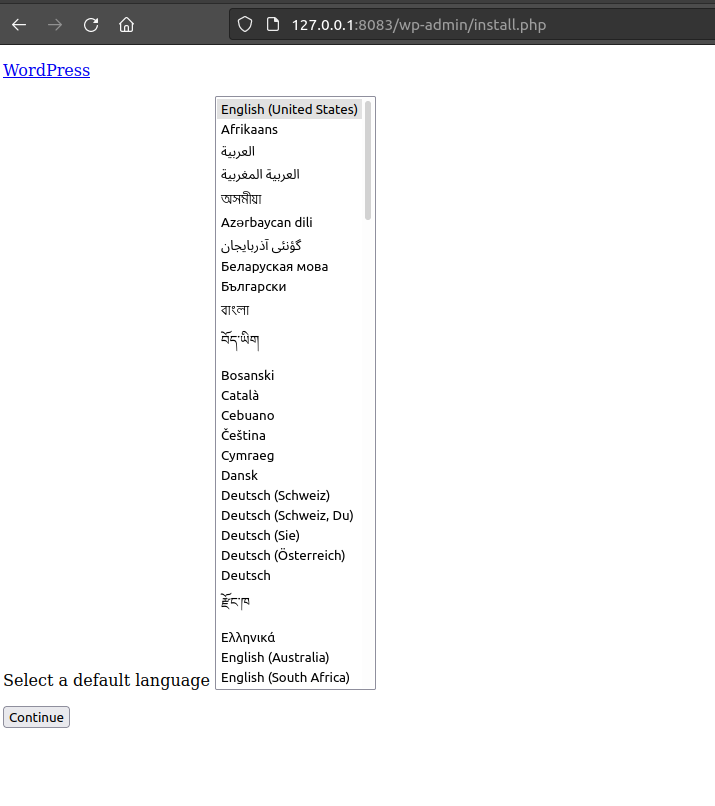 127.0.0.1:8083/wp-admin/install.php
WordPress
English (United States)
Afrikaans
العربية
العربية المغربية
অসমীয়া
Azərbaycan dili
گؤنئی آذربایجان
Беларуская мова
Български
বাংলা
བོད་ཡིག
Bosanski
Català
Cebuano
Čeština
Cymraeg
Dansk
Deutsch (Schweiz)
Deutsch (Schweiz, Du)
Deutsch (Sie)
Deutsch (Österreich)
Deutsch
རྫོང་ཁ
Ελληνικά
English (Australia)
English (South Africa)
Select a default language
Continue